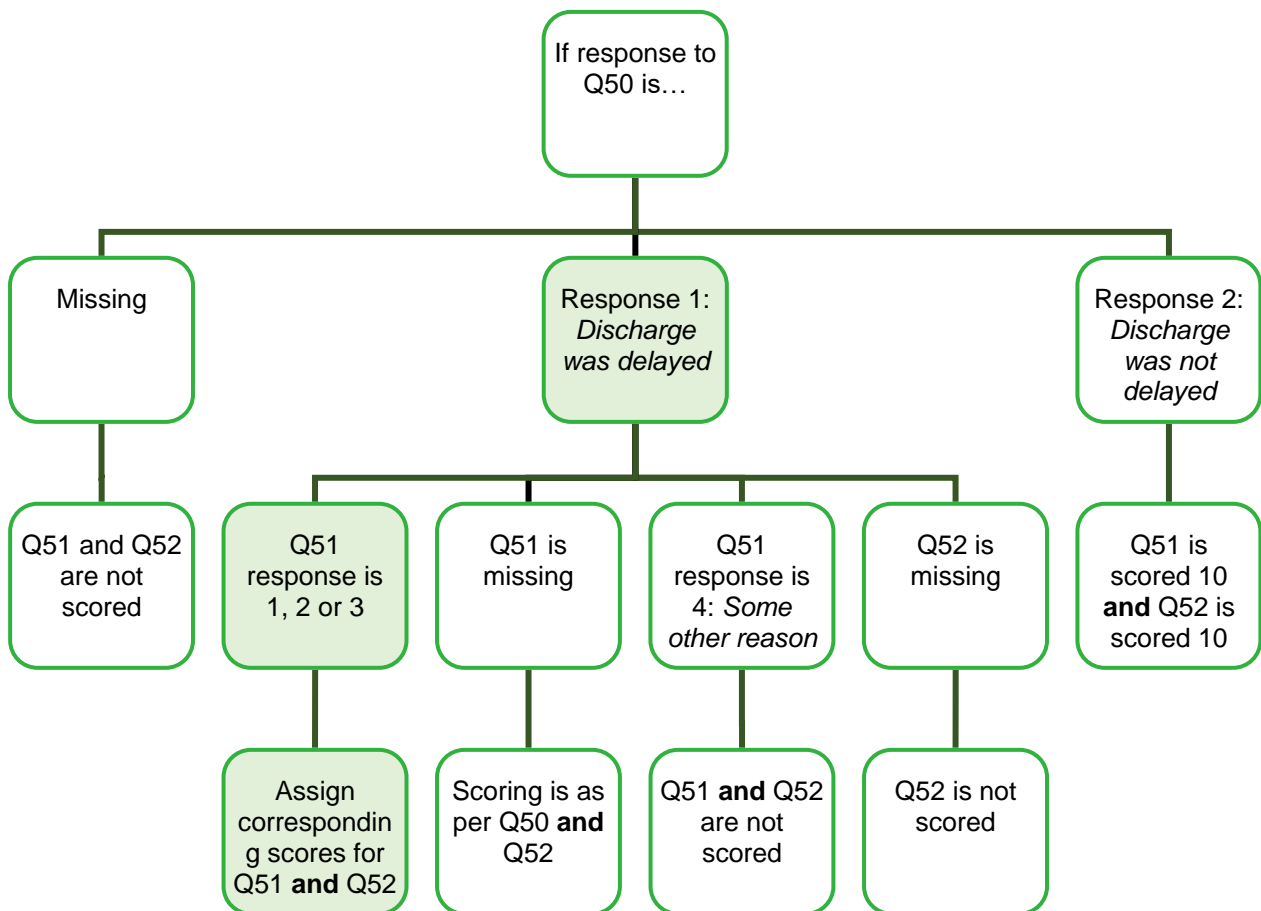 If response to
Q50 is…
Missing
Response 1:
Discharge
was delayed
Response 2:
Discharge
was not
delayed
Q51 and Q52
are not
scored
Q51
response is
1, 2 or 3
Q51 is
missing
Q51
response is
4: Some
other reason
Q52 is
missing
Q51 is
scored 10
and Q52 is
scored 10
Assign
correspondin
g scores for
Q51 and Q52
Scoring is as
per Q50 and
Q52
Q51 and Q52
are not
scored
Q52 is not
scored